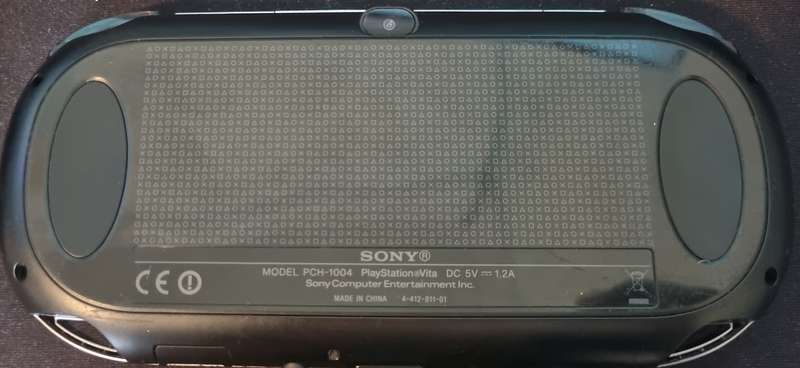 SONY®
MODEL PCH-1004 PlayStation®Vita DC 5V ⎓ 1.2A
Sony Computer Entertainment Inc.
CE
MADE IN CHINA 4-412-811-01